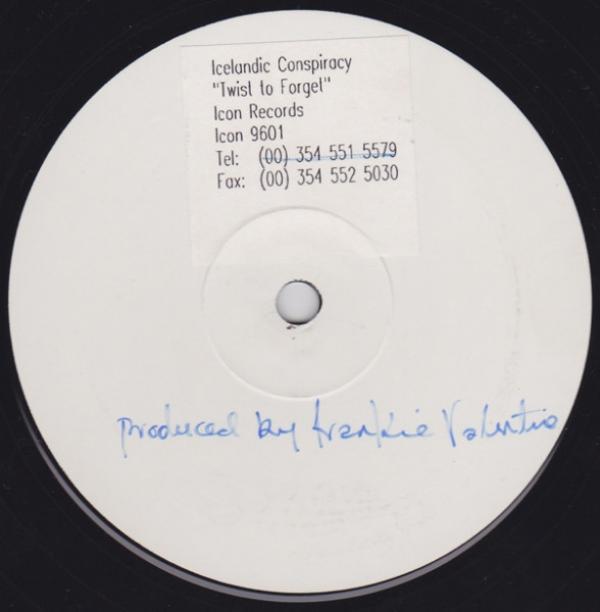 Icelandic Conspiracy
"Twist to Forget"
Icon Records
Icon 9601
Tel: (00) 354 551 5579
Fax: (00) 354 552 5030
produced by frankie Valentio